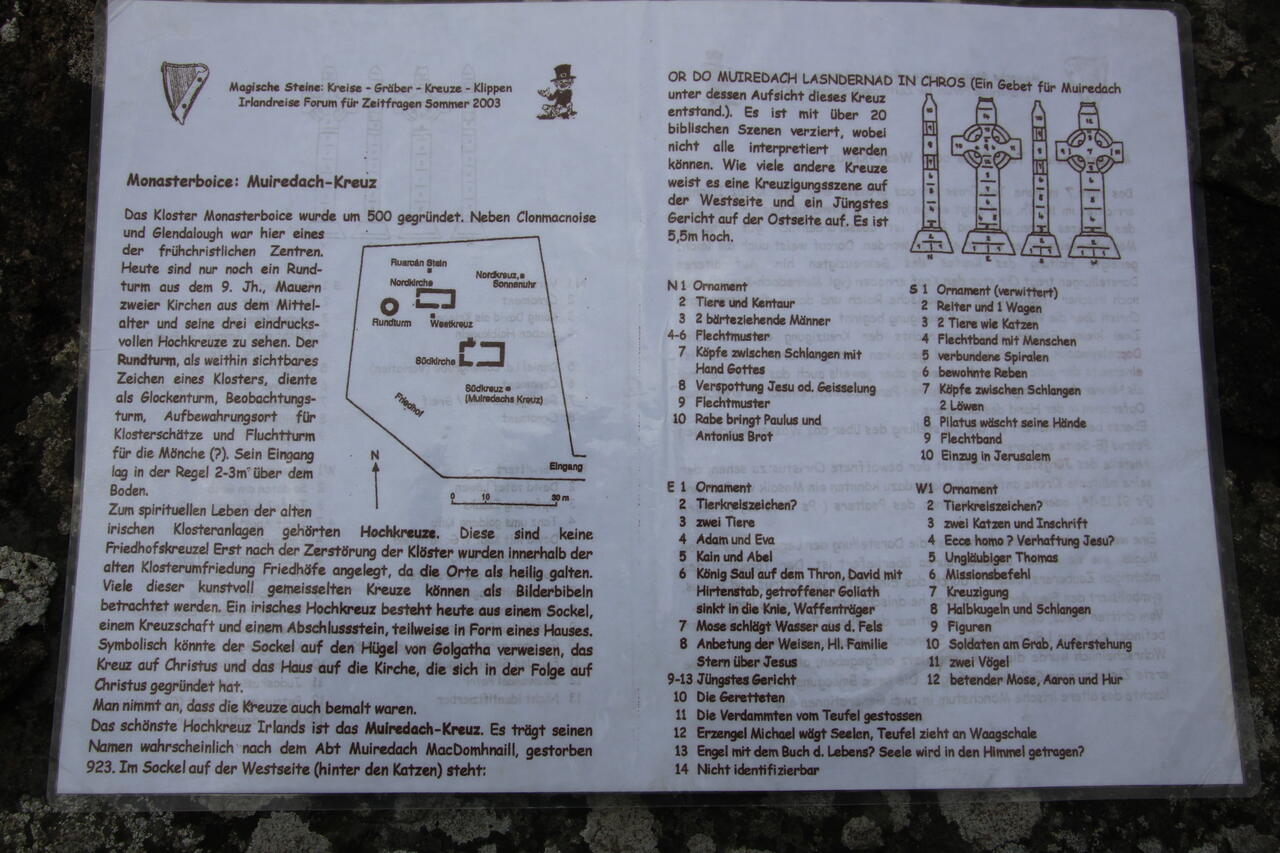 Magische Steine: Kreise - Gräber - Kreuze - Klippen
Irlandreise Forum für Zeitfragen Sommer 2003
Monasterboice: Muiredach-Kreuz
Das Kloster Monasterboice wurde um 500 gegründet. Neben Clonmacnoise
und Glendalough war hier eines
der frühchristlichen Zentren.
Heute sind nur noch ein Rund-
turm aus dem 9. Jh., Mauern
zweier Kirchen aus dem Mittel-
alter und seine drei eindrucks-
vollen Hochkreuze zu sehen. Der
Rundturm, als weithin sichtbares
Zeichen eines Klosters, diente
als Glockenturm, Beobachtungs-
turm, Aufbewahrungsort für
Klosterschätze und Fluchtturm
für die Mönche (?). Sein Eingang
lag in der Regel 2-3m über dem
Boden.
Ruarcán Stein
Nordkirche
Nordkreuz,
Sonnenuhr
Rundturm
Westkreuz
Südkirche
Südkreuz
(Muiredachs Kreuz)
Friedhof
Eingang
N
0 10 30 m
Zum spirituellen Leben der alten
irischen Klosteranlagen gehörten Hochkreuze. Diese sind keine
Friedhofskreuze! Erst nach der Zerstörung der Klöster wurden innerhalb der
alten Klosterumfriedung Friedhöfe angelegt, da die Orte als heilig galten.
Viele dieser kunstvoll gemeisselten Kreuze können als Bilderbibeln
betrachtet werden. Ein irisches Hochkreuz besteht heute aus einem Sockel,
einem Kreuzschaft und einem Abschlussstein, teilweise in Form eines Hauses.
Symbolisch könnte der Sockel auf den Hügel von Golgatha verweisen, das
Kreuz auf Christus und das Haus auf die Kirche, die sich in der Folge auf
Christus gegründet hat.
Man nimmt an, dass die Kreuze auch bemalt waren.
Das schönste Hochkreuz Irlands ist das Muiredach-Kreuz. Es trägt seinen
Namen wahrscheinlich nach dem Abt Muiredach MacDomhnaill, gestorben
923. Im Sockel auf der Westseite (hinter den Katzen) steht:
OR DO MUIREDACH LASNDERNAD IN CHROS (Ein Gebet für Muiredach
unter dessen Aufsicht dieses Kreuz
entstand.). Es ist mit über 20
biblischen Szenen verziert, wobei
nicht alle interpretiert werden
können. Wie viele andere Kreuze
weist es eine Kreuzigungsszene auf
der Westseite und ein Jüngstes
Gericht auf der Ostseite auf. Es ist
5,5m hoch.
N 1 Ornament
2 Tiere und Kentaur
3 2 bärteziehende Männer
4-6 Flechtmuster
7 Köpfe zwischen Schlangen mit
Hand Gottes
8 Verspottung Jesu od. Geisselung
9 Flechtmuster
10 Rabe bringt Paulus und
Antonius Brot
S 1 Ornament (verwittert)
2 Reiter und 1 Wagen
3 2 Tiere wie Katzen
4 Flechtband mit Menschen
5 verbundene Spiralen
6 bewohnte Reben
7 Köpfe zwischen Schlangen
2 Löwen
8 Pilatus wäscht seine Hände
9 Flechtband
10 Einzug in Jerusalem
E 1 Ornament
2 Tierkreiszeichen?
3 zwei Tiere
4 Adam und Eva
5 Kain und Abel
6 König Saul auf dem Thron, David mit
Hirtenstab, getroffener Goliath
sinkt in die Knie, Waffenträger
7 Mose schlägt Wasser aus d. Fels
8 Anbetung der Weisen, Hl. Familie
Stern über Jesus
9-13 Jüngstes Gericht
10 Die Geretteten
11 Die Verdammten vom Teufel gestossen
12 Erzengel Michael wägt Seelen, Teufel zieht an Waagschale
13 Engel mit dem Buch d. Lebens? Seele wird in den Himmel getragen?
14 Nicht identifizierbar
W1 Ornament
2 Tierkreiszeichen?
3 zwei Katzen und Inschrift
4 Ecce homo ? Verhaftung Jesu?
5 Ungläubiger Thomas
6 Missionsbefehl
7 Kreuzigung
8 Halbkugeln und Schlangen
9 Figuren
10 Soldaten am Grab, Auferstehung
11 zwei Vögel
12 betender Mose, Aaron und Hur